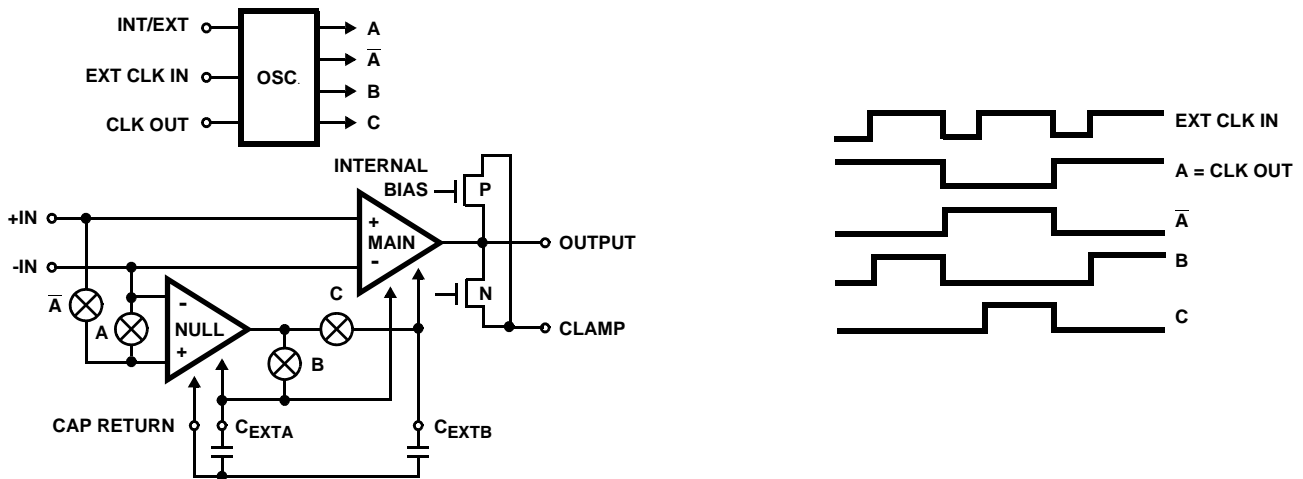 INT/EXT
EXT CLK IN
CLK OUT
OSC.
A
A̅
B
C
EXT CLK IN
A = CLK OUT
A̅
B
C
INTERNAL
BIAS
P
+IN
-IN
+
MAIN
-
OUTPUT
N
CLAMP
A̅
A
-
NULL
+
C
B
CAP RETURN
CEXTA
CEXTB